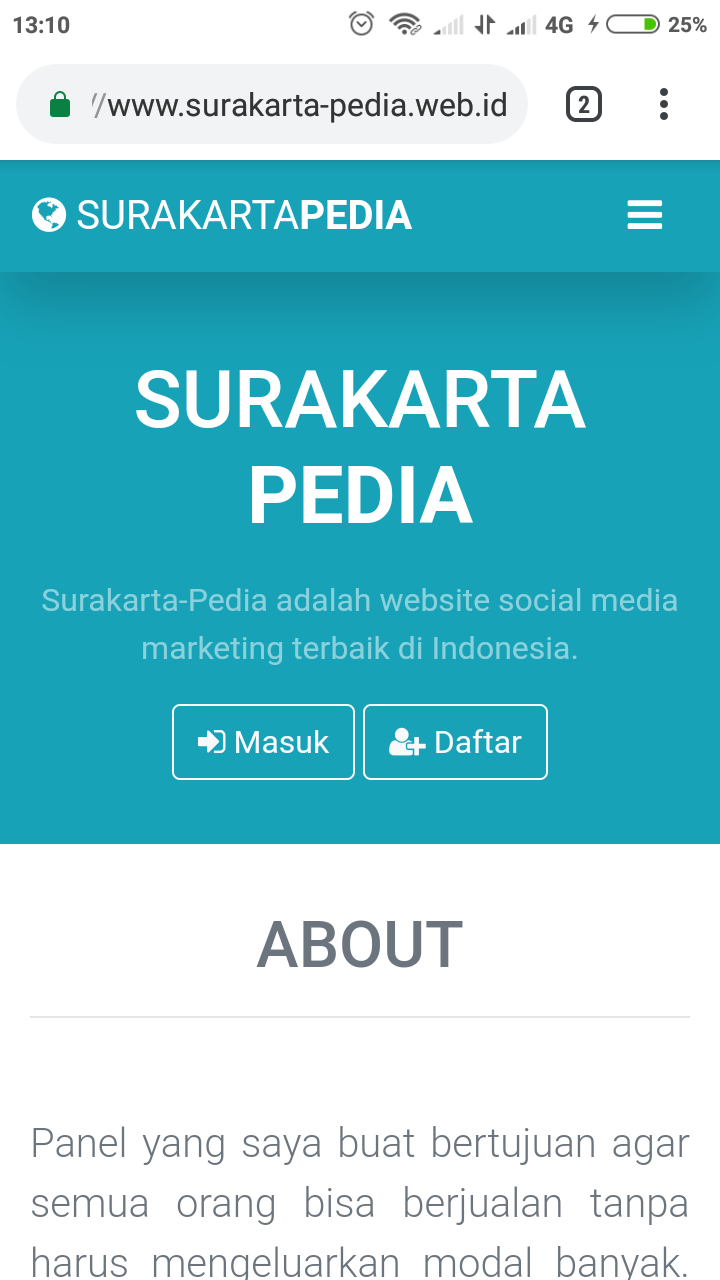 13:10 4G 25%
//www.surakarta-pedia.web.id 2
SURAKARTAPEDIA
SURAKARTA
PEDIA
Surakarta-Pedia adalah website social media
marketing terbaik di Indonesia.
Masuk Daftar
ABOUT
Panel yang saya buat bertujuan agar
semua orang bisa berjualan tanpa
harus mengeluarkan modal banyak.